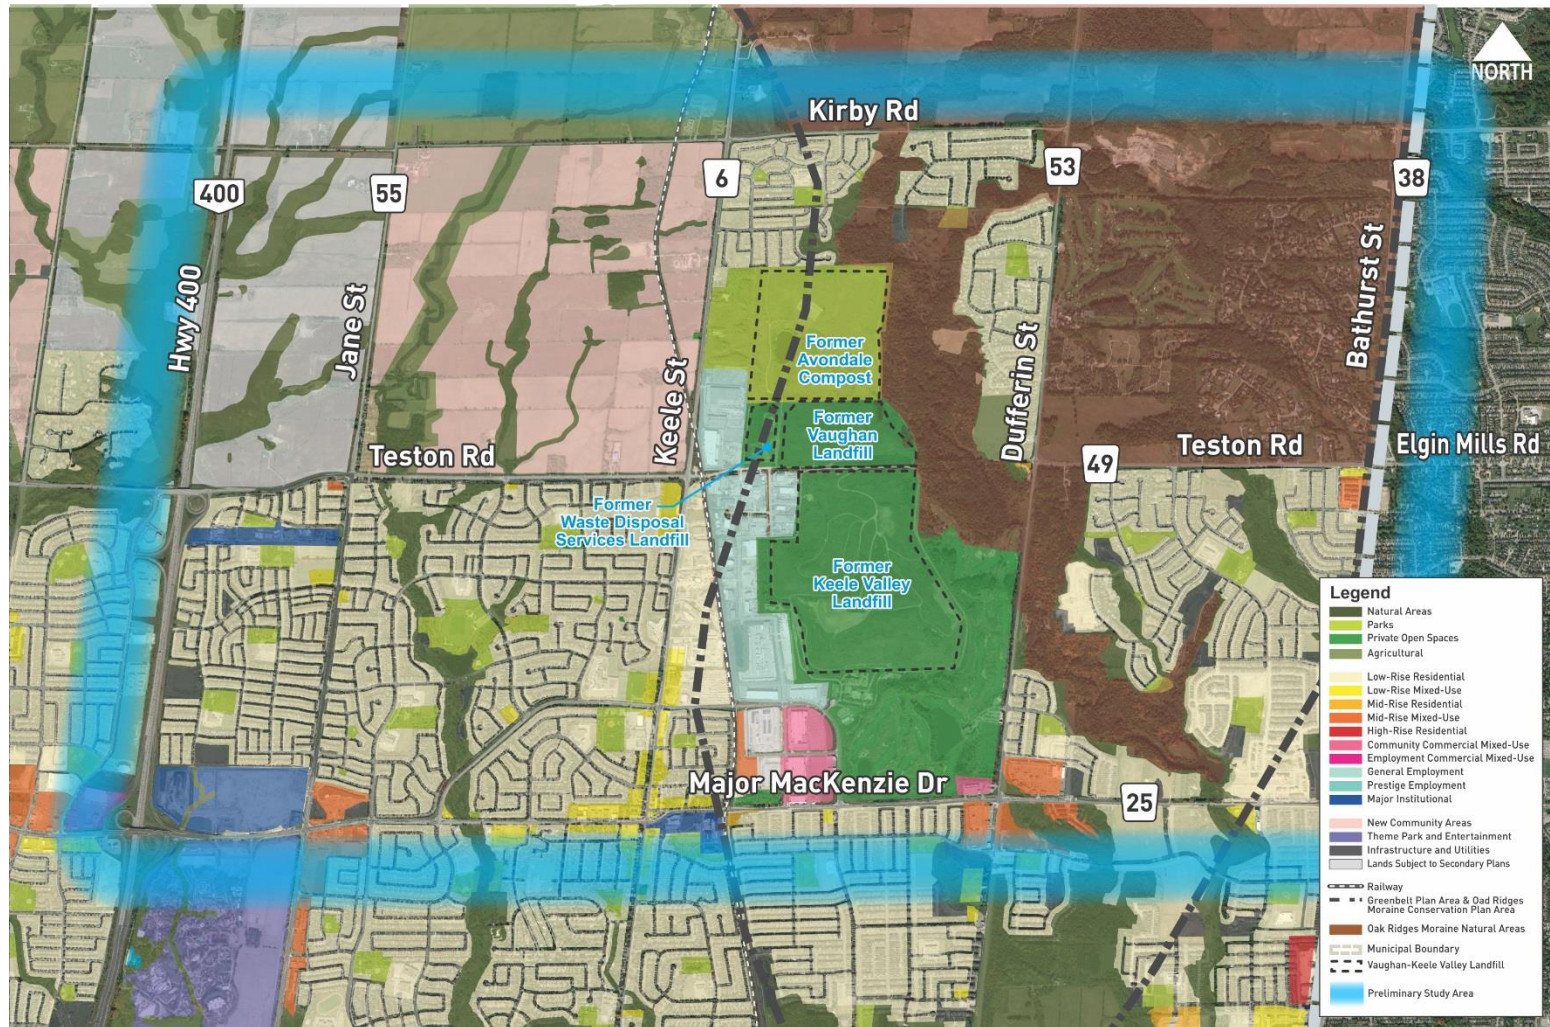 NORTH
Kirby Rd
400
55
6
53
38
Hwy 400
Jane St
Keele St
Dufferin St
Bathurst St
Former
Avondale
Compost
Former
Vaughan
Landfill
Teston Rd
49
Teston Rd
Elgin Mills Rd
Former
Waste Disposal
Services Landfill
Former
Keele Valley
Landfill
Major MacKenzie Dr
25
Legend
Natural Areas
Parks
Private Open Spaces
Agricultural
Low-Rise Residential
Low-Rise Mixed-Use
Mid-Rise Residential
Mid-Rise Mixed-Use
High-Rise Residential
Community Commercial Mixed-Use
Employment Commercial Mixed-Use
General Employment
Prestige Employment
Major Institutional
New Community Areas
Theme Park and Entertainment
Infrastructure and Utilities
Lands Subject to Secondary Plans
Railway
Greenbelt Plan Area & Oad Ridges
Moraine Conservation Plan Area
Oak Ridges Moraine Natural Areas
Municipal Boundary
Vaughan-Keele Valley Landfill
Preliminary Study Area